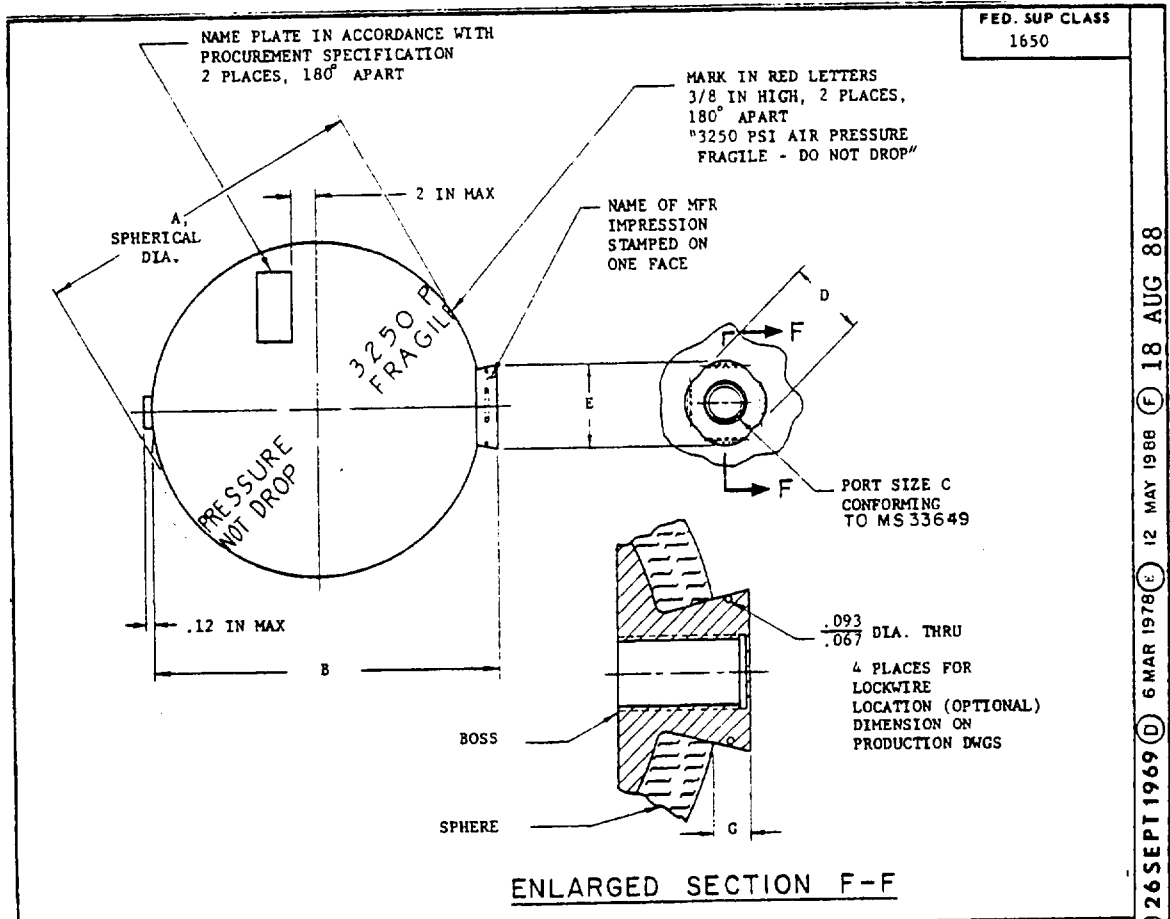 FED. SUP CLASS
1650
NAME PLATE IN ACCORDANCE WITH
PROCUREMENT SPECIFICATION
2 PLACES, 180° APART
MARK IN RED LETTERS
3/8 IN HIGH, 2 PLACES,
180° APART
"3250 PSI AIR PRESSURE
FRAGILE - DO NOT DROP"
2 IN MAX
A,
SPHERICAL
DIA.
NAME OF MFR
IMPRESSION
STAMPED ON
ONE FACE
3250 P
FRAGIL
PRESSURE
NOT DROP
E
D
F
F
PORT SIZE C
CONFORMING
TO MS33649
.12 IN MAX
B
.093
.067 DIA. THRU
4 PLACES FOR
LOCKWIRE
LOCATION (OPTIONAL)
DIMENSION ON
PRODUCTION DWGS
BOSS
SPHERE
G
ENLARGED SECTION F-F
26 SEPT 1969 (D) 6 MAR 1978 (E) 12 MAY 1988 (F) 18 AUG 88